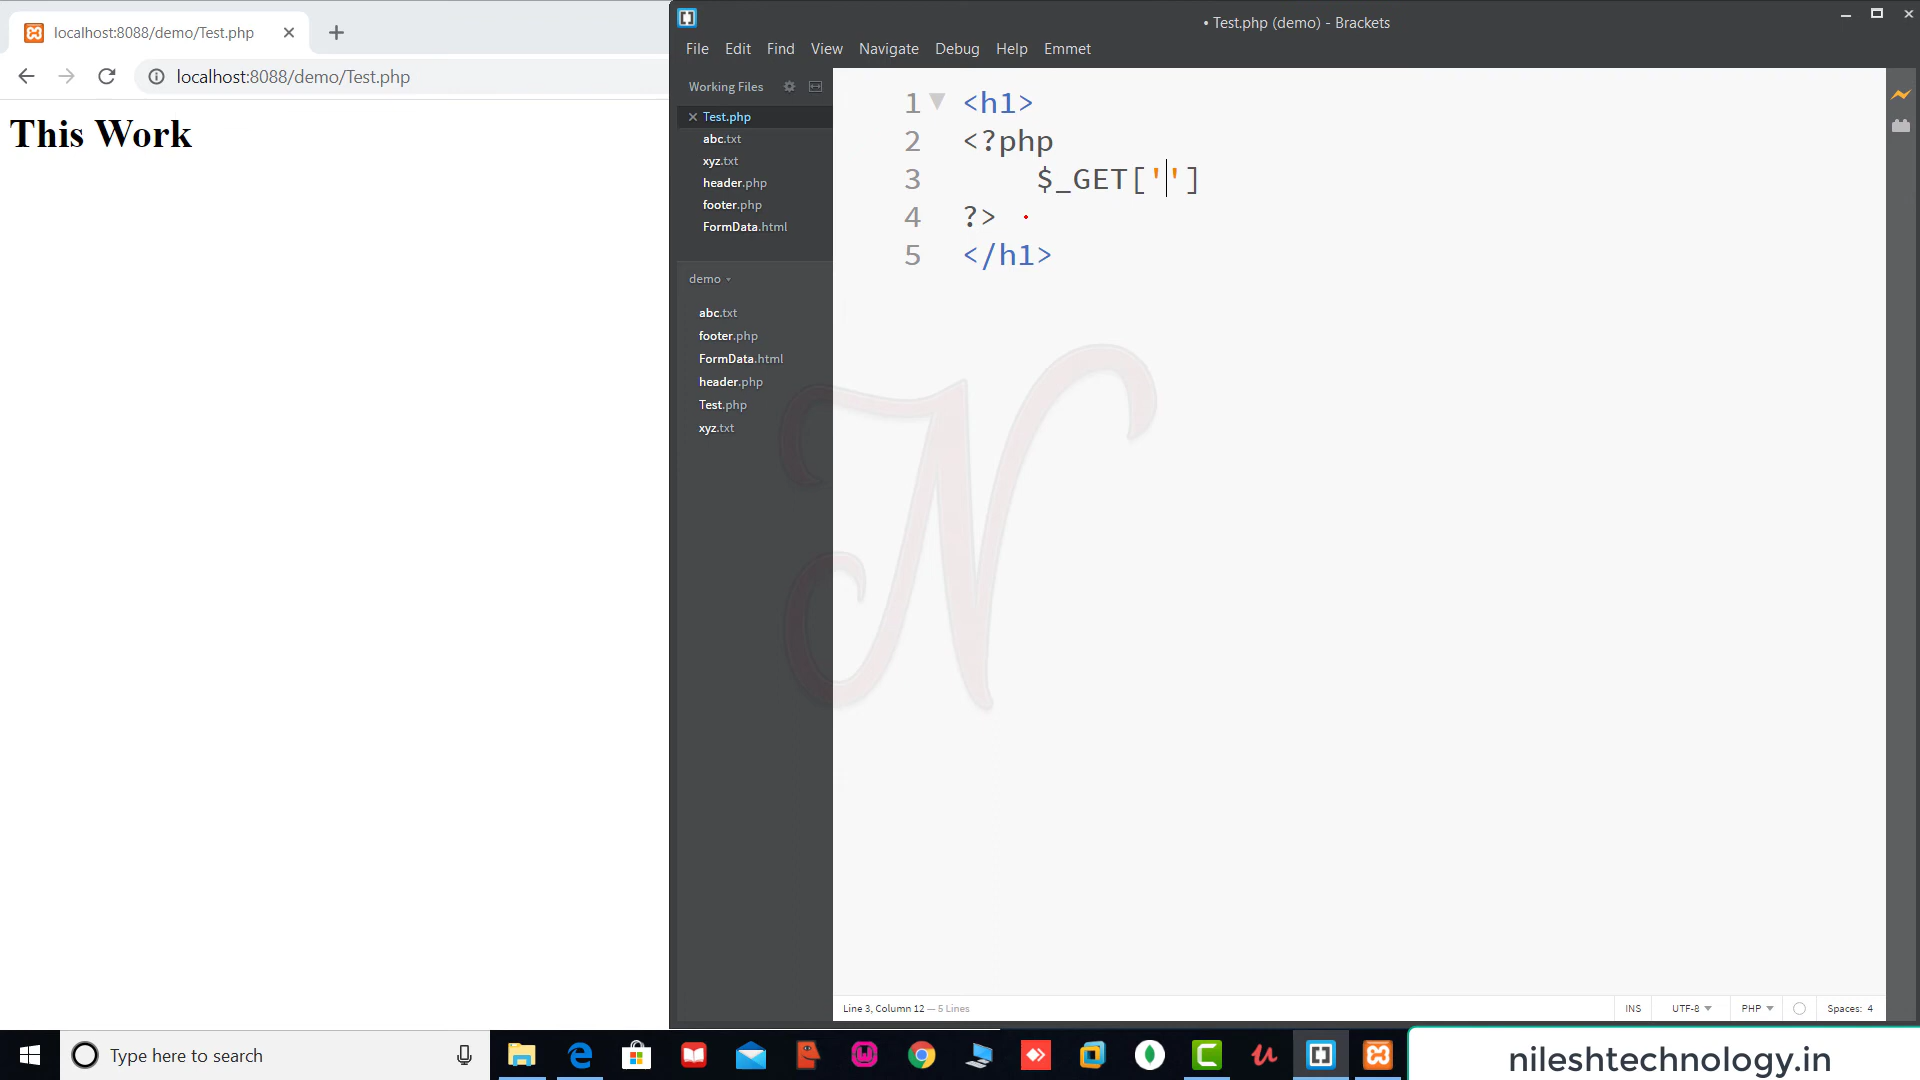 localhost:8088/demo/Test.php
localhost:8088/demo/Test.php
This Work
• Test.php (demo) - Brackets
File Edit Find View Navigate Debug Help Emmet
Working Files
Test.php
abc.txt
xyz.txt
header.php
footer.php
FormData.html
demo
abc.txt
footer.php
FormData.html
header.php
Test.php
xyz.txt
1 <h1>
2 <?php
3 $_GET['']
4 ?>
5 </h1>
Line 3, Column 12 — 5 Lines
INS UTF-8 PHP Spaces: 4
Type here to search
nileshtechnology.in